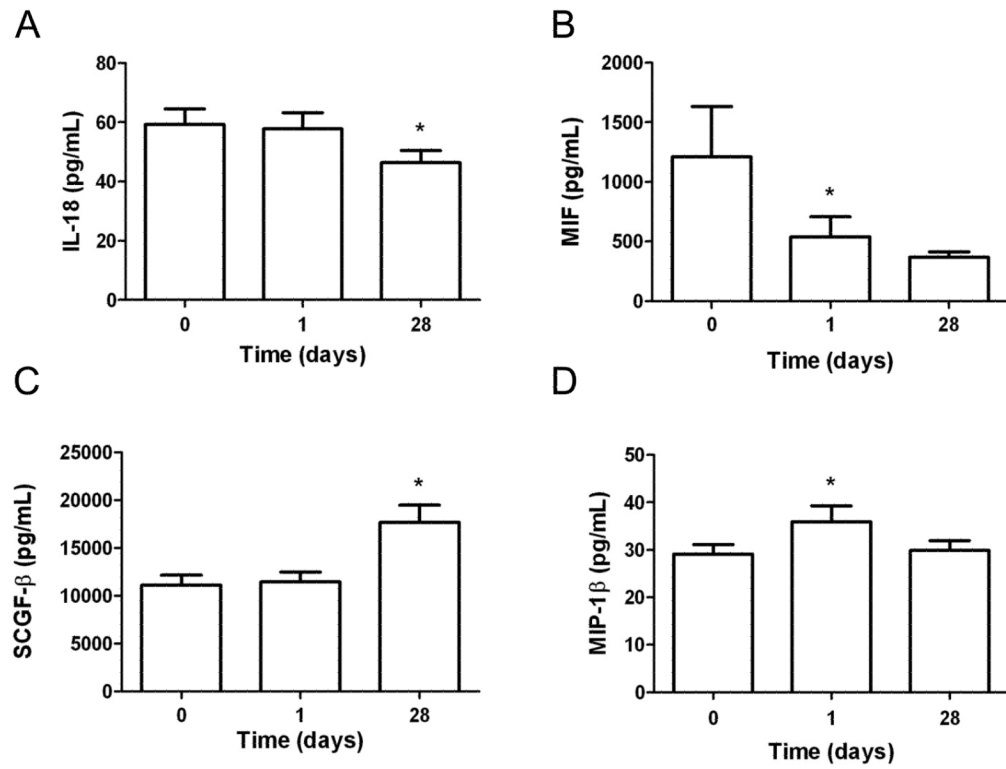 A
IL-18 (pg/mL)
80
60
40
20
0
*
0 1 28
Time (days)
B
MIF (pg/mL)
2000
1500
1000
500
0
*
0 1 28
Time (days)
C
SCGF-β (pg/mL)
25000
20000
15000
10000
5000
0
*
0 1 28
Time (days)
D
MIP-1β (pg/mL)
50
40
30
20
10
0
*
0 1 28
Time (days)